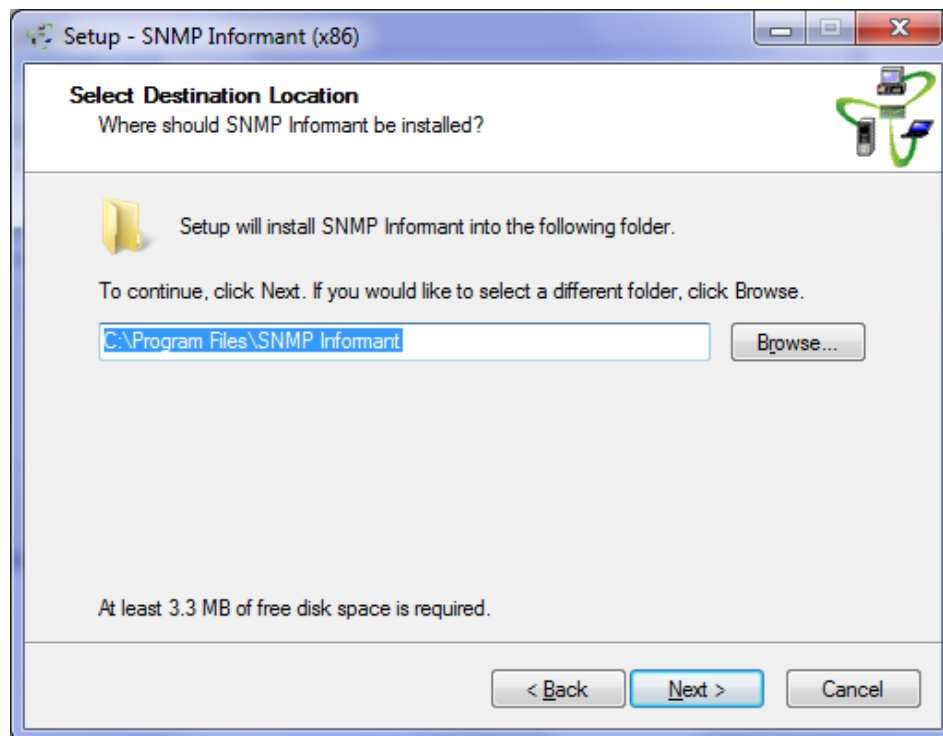 Setup - SNMP Informant (x86)
Select Destination Location
Where should SNMP Informant be installed?
Setup will install SNMP Informant into the following folder.
To continue, click Next. If you would like to select a different folder, click Browse.
C:\Program Files\SNMP Informant
Browse...
At least 3.3 MB of free disk space is required.
< Back
Next >
Cancel